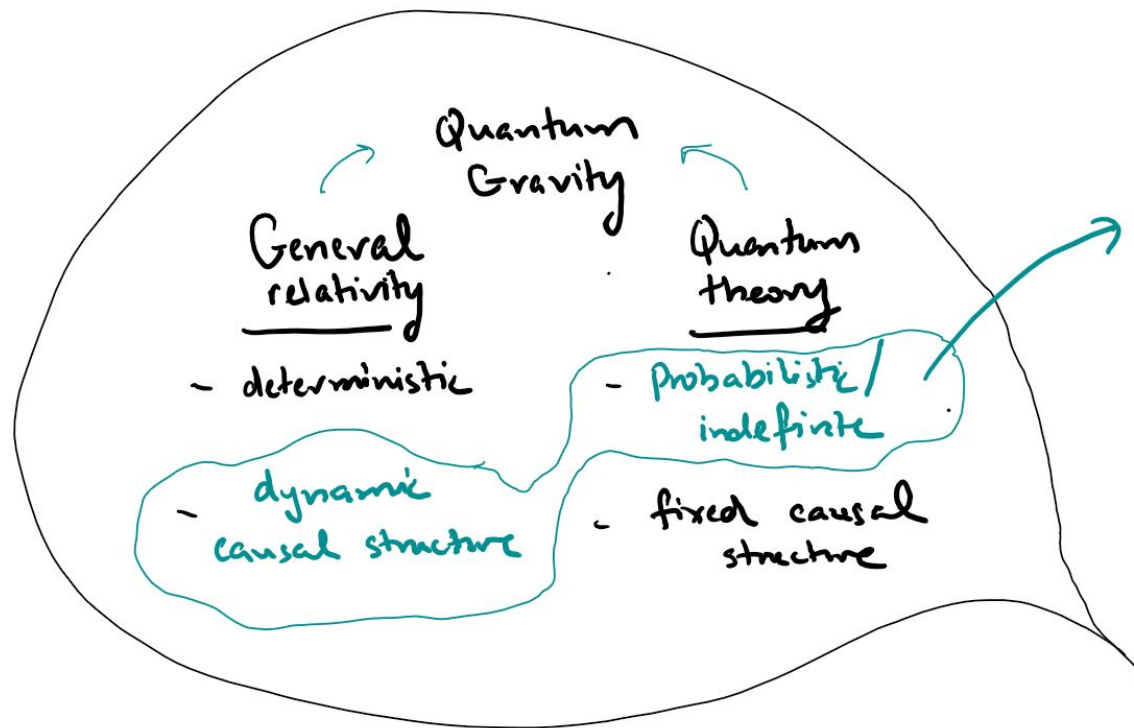 Quantum
Gravity
General
relativity
- deterministic
- dynamic
causal structure
Quantum
theory
- Probabilistic/
indefinite
- fixed causal
structure